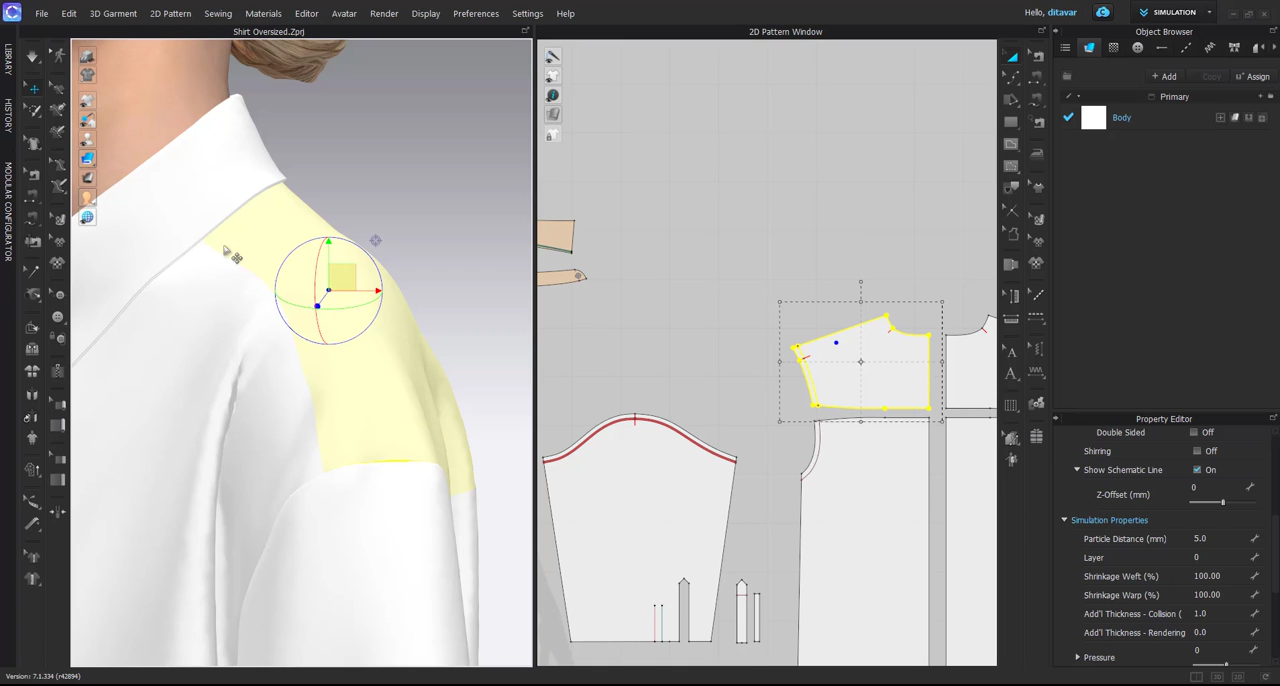 File Edit 3D Garment 2D Pattern Sewing Materials Editor Avatar Render Display Preferences Settings Help
Hello, ditavar
SIMULATION
Shirt Oversized.Zprj
2D Pattern Window
Object Browser
LIBRARY
HISTORY
MODULAR CONFIGURATOR
+ Add
Copy
Assign
Primary
Body
Property Editor
Double Sided Off
Shirring Off
Show Schematic Line On
Z-Offset (mm) 0
Simulation Properties
Particle Distance (mm) 5.0
Layer 0
Shrinkage Weft (%) 100.00
Shrinkage Warp (%) 100.00
Add'l Thickness - Collision ( 1.0
Add'l Thickness - Rendering 0.0
Pressure 0
Version: 7.1.334 (r42894)
3D
2D